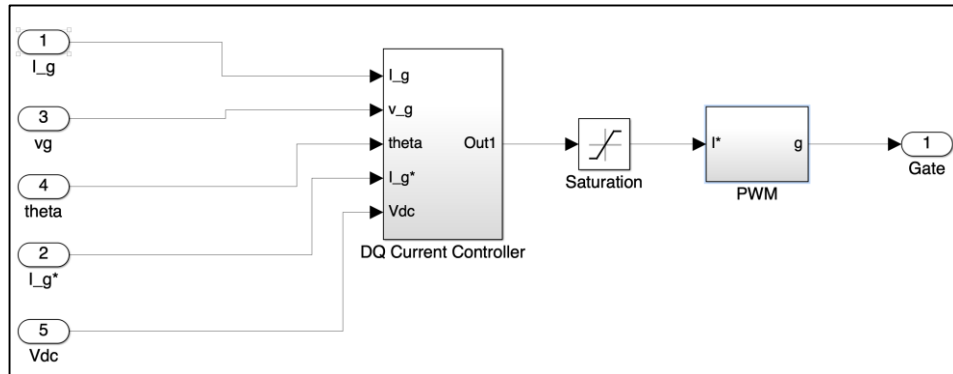 1
I_g
3
vg
4
theta
2
I_g*
5
Vdc
I_g
v_g
theta
I_g*
Vdc
Out1
DQ Current Controller
Saturation
I*
g
PWM
1
Gate